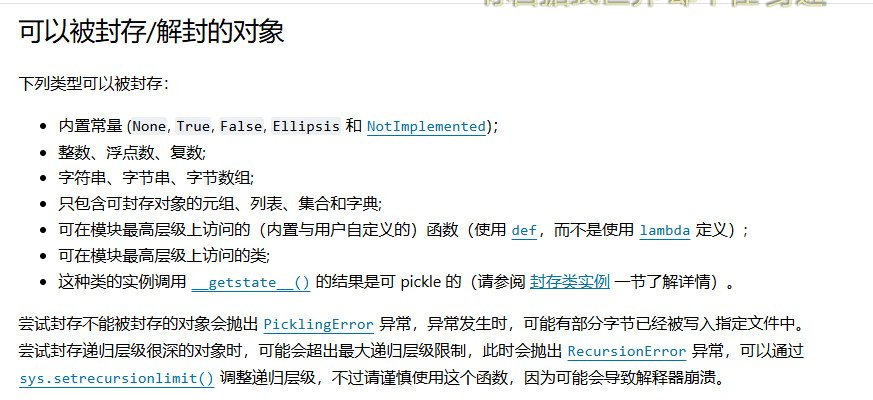 可以被封存/解封的对象
下列类型可以被封存：
• 内置常量 (None, True, False, Ellipsis 和 NotImplemented)；
• 整数、浮点数、复数;
• 字符串、字节串、字节数组;
• 只包含可封存对象的元组、列表、集合和字典;
• 可在模块最高层级上访问的（内置与用户自定义的）函数（使用 def，而不是使用 lambda 定义）;
• 可在模块最高层级上访问的类;
• 这种类的实例调用 __getstate__() 的结果是可 pickle 的（请参阅 封存类实例 一节了解详情）。
尝试封存不能被封存的对象会抛出 PicklingError 异常，异常发生时，可能有部分字节已经被写入指定文件中。
尝试封存递归层级很深的对象时，可能会超出最大递归层级限制，此时会抛出 RecursionError 异常，可以通过
sys.setrecursionlimit() 调整递归层级，不过请谨慎使用这个函数，因为可能会导致解释器崩溃。